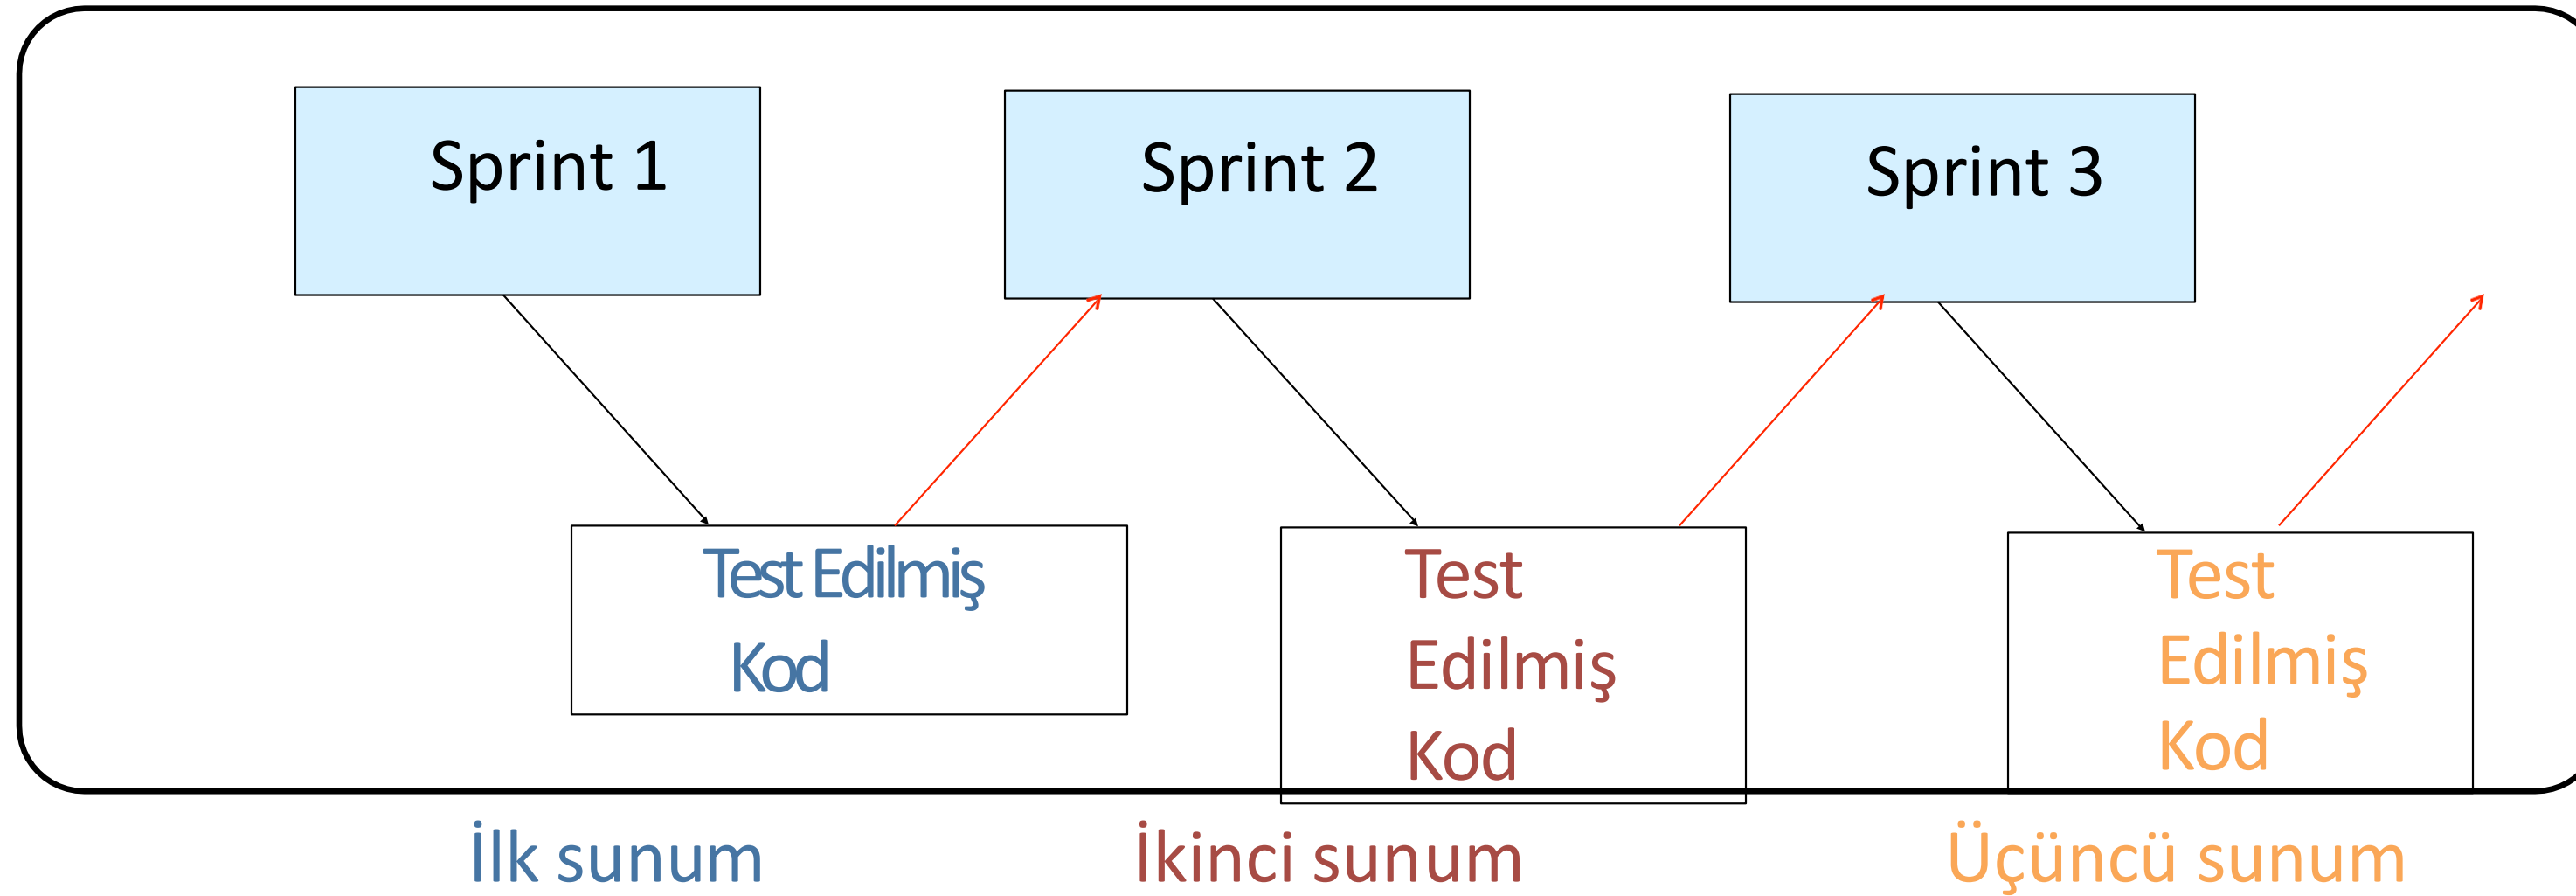 Sprint 1
Sprint 2
Sprint 3
Test Edilmiş
Kod
Test
Edilmiş
Kod
Test
Edilmiş
Kod
İlk sunum
İkinci sunum
Üçüncü sunum